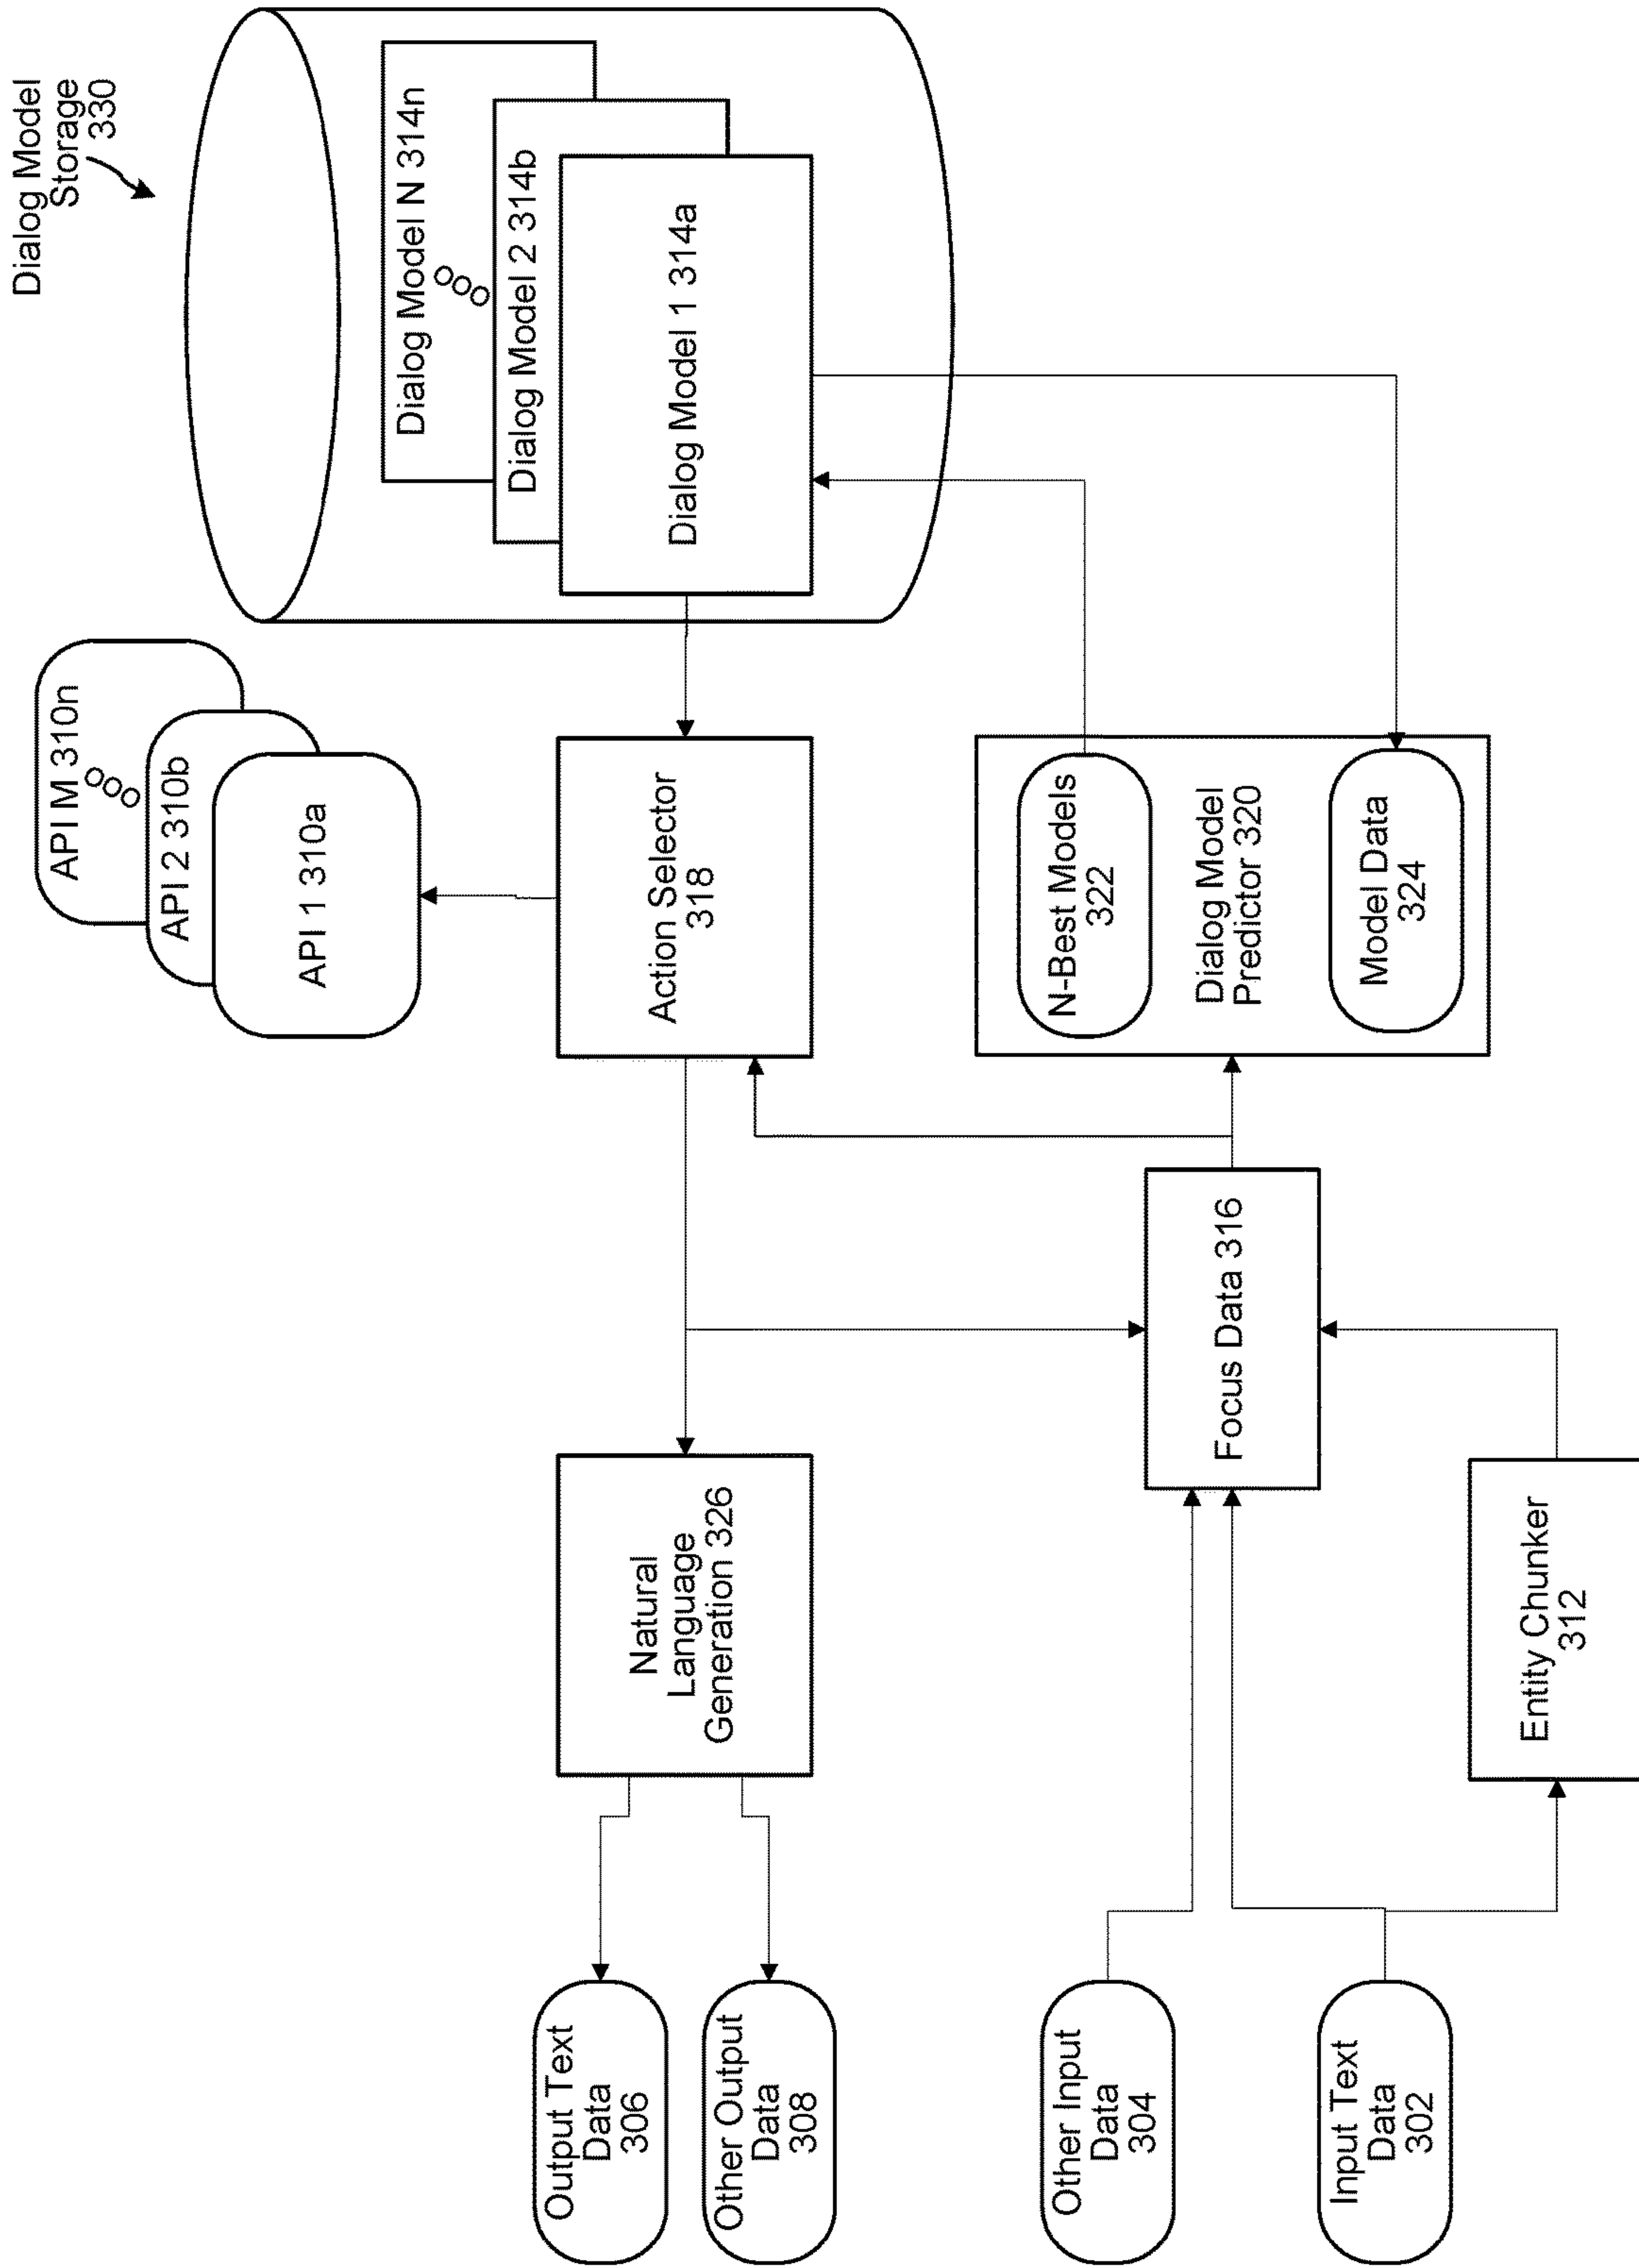 Dialog Model
Storage
330
Dialog Model N 314n
Dialog Model 2 314b
Dialog Model 1 314a
API M 310n
API 2 310b
API 1 310a
Action Selector
318
N-Best Models
322
Dialog Model
Predictor 320
Model Data
324
Natural
Language
Generation 326
Focus Data 316
Entity Chunker
312
Output Text
Data
306
Other Output
Data
308
Other Input
Data
304
Input Text
Data
302